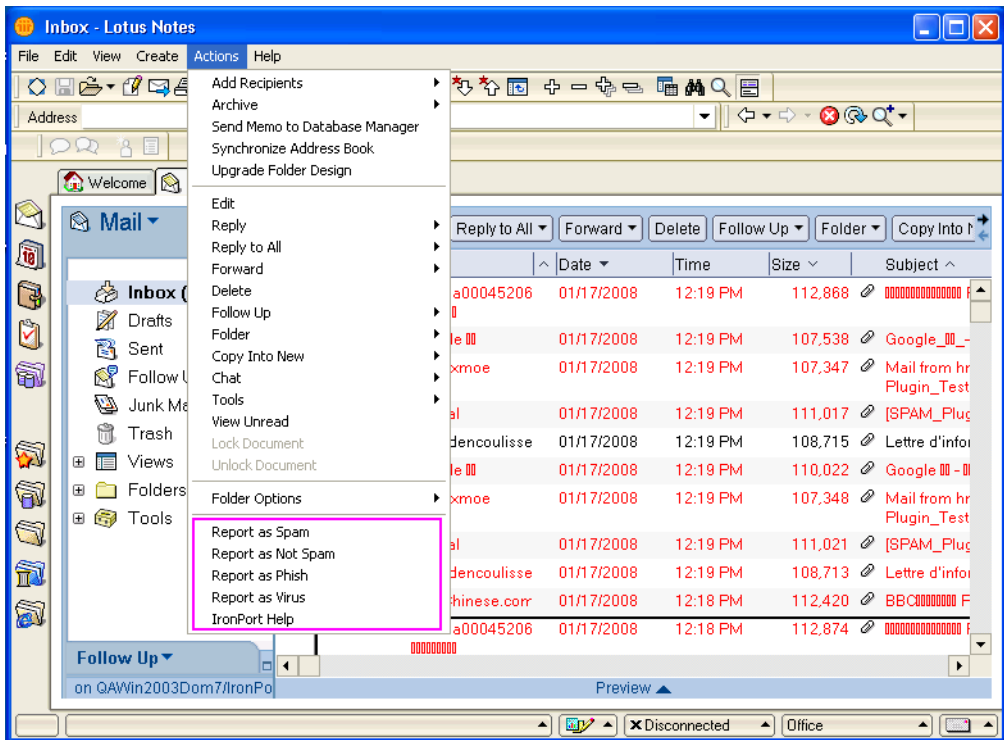 Inbox - Lotus Notes
File Edit View Create Actions Help
Address
Welcome
Add Recipients
Archive
Send Memo to Database Manager
Synchronize Address Book
Upgrade Folder Design
Edit
Reply
Reply to All
Forward
Delete
Follow Up
Folder
Copy Into New
Chat
Tools
View Unread
Lock Document
Unlock Document
Folder Options
Report as Spam
Report as Not Spam
Report as Phish
Report as Virus
IronPort Help
Mail
Inbox (
Drafts
Sent
Follow
Junk
Trash
Views
Folders
Tools
Follow Up
on QAWin2003Dom7/IronPo
Reply to All Forward Delete Follow Up Folder Copy Into
Date Time Size Subject
a00045206 01/17/2008 12:19 PM 112,868
le 01/17/2008 12:19 PM 107,538 Google_
xmoe 01/17/2008 12:19 PM 107,347 Mail from hr
Plugin_Test
al 01/17/2008 12:19 PM 111,017 [SPAM_Plug
dencoulisse 01/17/2008 12:19 PM 108,715 Lettre d'infor
le 01/17/2008 12:19 PM 110,022 Google -
xmoe 01/17/2008 12:19 PM 107,348 Mail from hr
Plugin_Test
al 01/17/2008 12:19 PM 111,021 [SPAM_Plug
dencoulisse 01/17/2008 12:19 PM 108,713 Lettre d'infor
hinese.com 01/17/2008 12:18 PM 112,420 BBC
a00045206 01/17/2008 12:18 PM 112,874
Preview
Disconnected Office